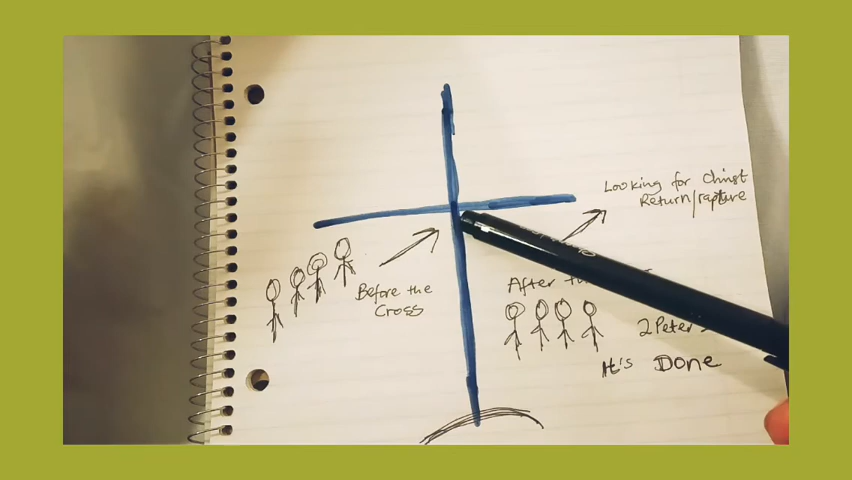 Looking for Christ
Return/rapture
Before the
Cross
After
2 Peter
It's Done